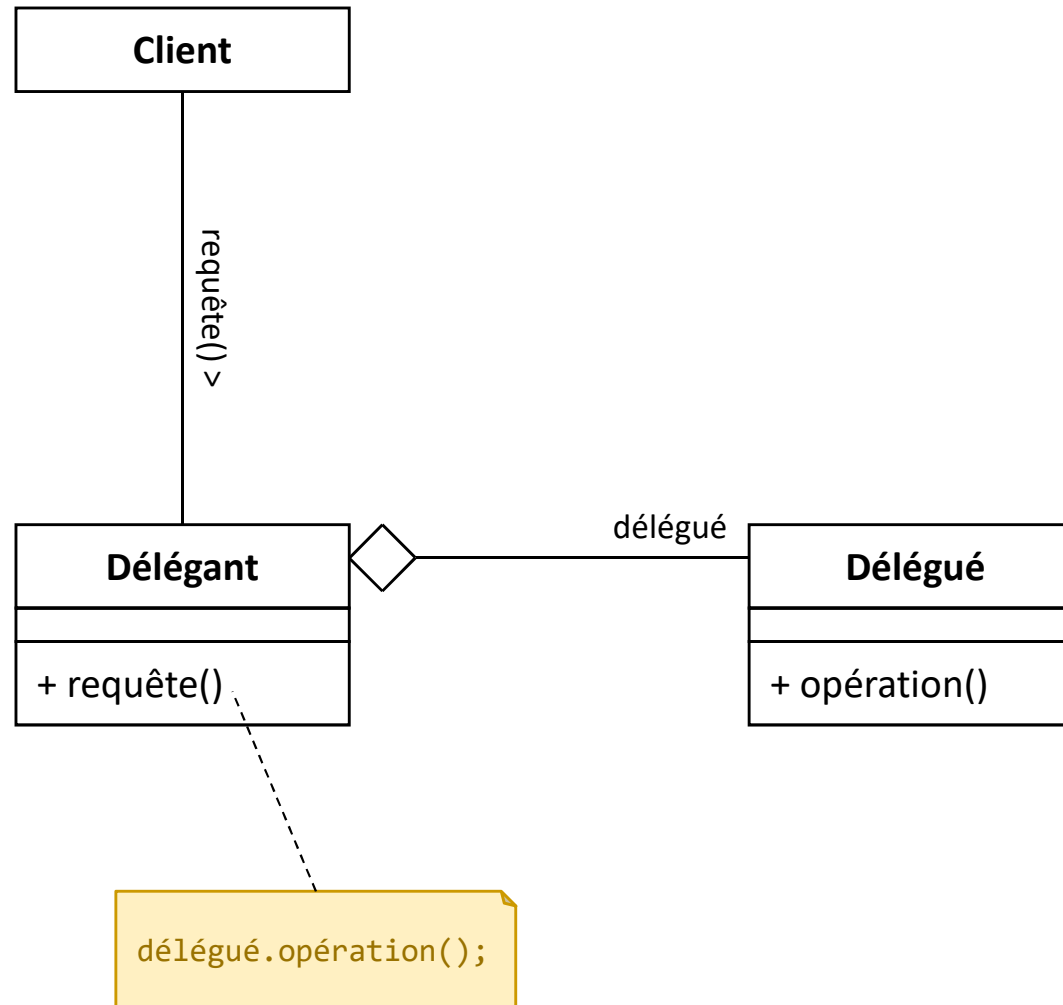 Client
requête() >
délégué
Délégant
Délégué
+ requête()
+ opération()
délégué.opération();